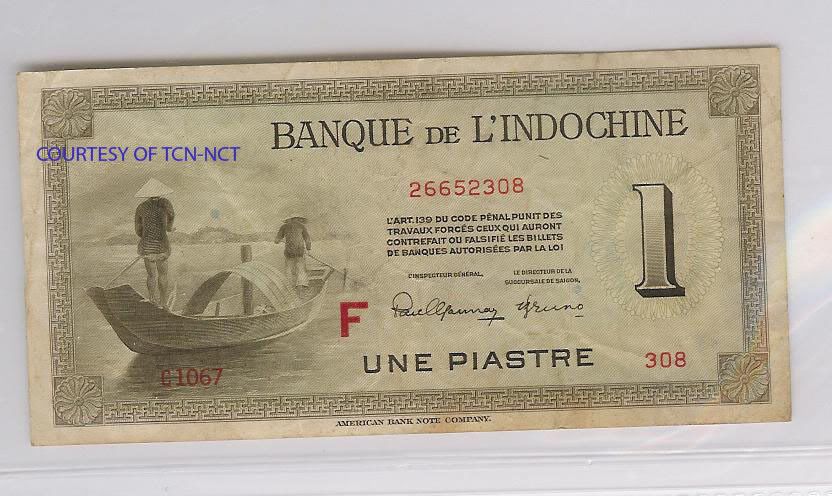 BANQUE DE L'INDOCHINE
COURTESY OF TCN-NCT
26652308
1
L'ART.139 DU CODE PÉNAL PUNIT DES
TRAVAUX FORCÉS CEUX QUI AURONT
CONTREFAIT OU FALSIFIÉ LES BILLETS
DE BANQUES AUTORISÉES PAR LA LOI
L'INSPECTEUR GÉNÉRAL,
LE DIRECTEUR DE LA
SUCCURSALE DE SAIGON,
F
UNE PIASTRE
308
G1067
AMERICAN BANK NOTE COMPANY.